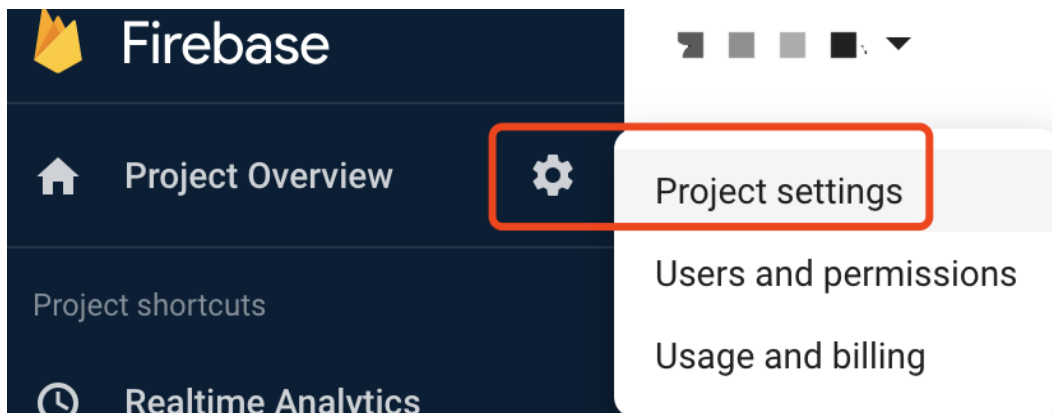 Firebase
Project Overview
Project settings
Users and permissions
Project shortcuts
Usage and billing
Realtime Analytics